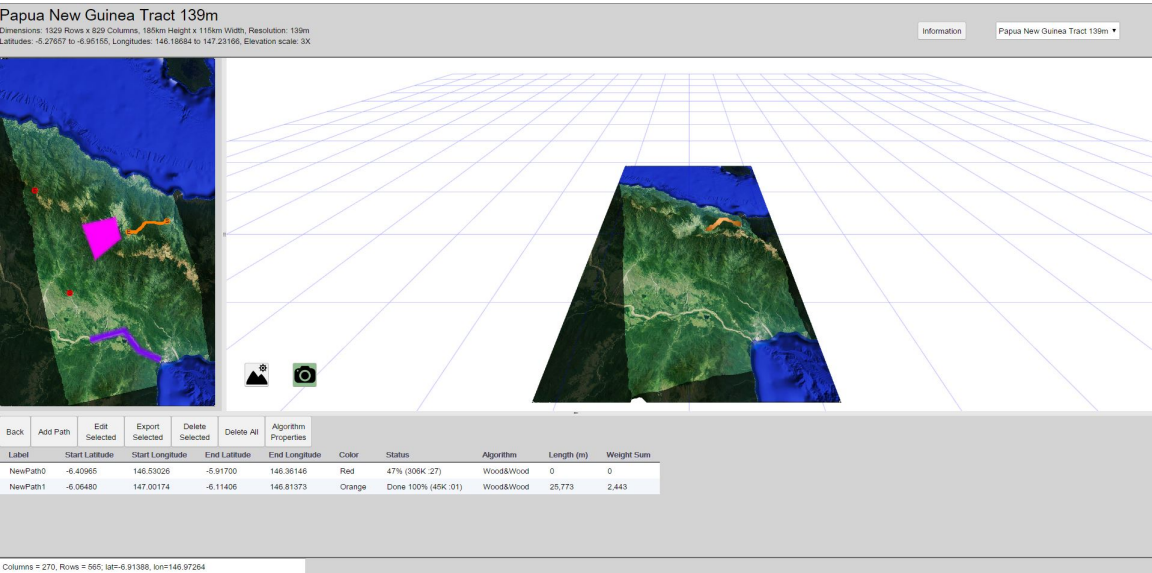 Papua New Guinea Tract 139m
Dimensions: 1329 Rows x 829 Columns, 185km Height x 115km Width, Resolution: 139m
Latitudes: -5.27657 to -6.95155, Longitudes: 146.18684 to 147.23166, Elevation scale: 3X
Information
Papua New Guinea Tract 139m
Back Add Path Edit Selected Export Selected Delete Selected Delete All Algorithm Properties
Label Start Latitude Start Longitude End Latitude End Longitude Color Status Algorithm Length (m) Weight Sum
NewPath0 -6.40965 146.53026 -5.91700 146.36146 Red 47% (306K :27) Wood&Wood 0 0
NewPath1 -6.06480 147.00174 -6.11406 146.81373 Orange Done 100% (45K :01) Wood&Wood 25,773 2,443
Columns = 270, Rows = 565; lat=-6.91388, lon=146.97264